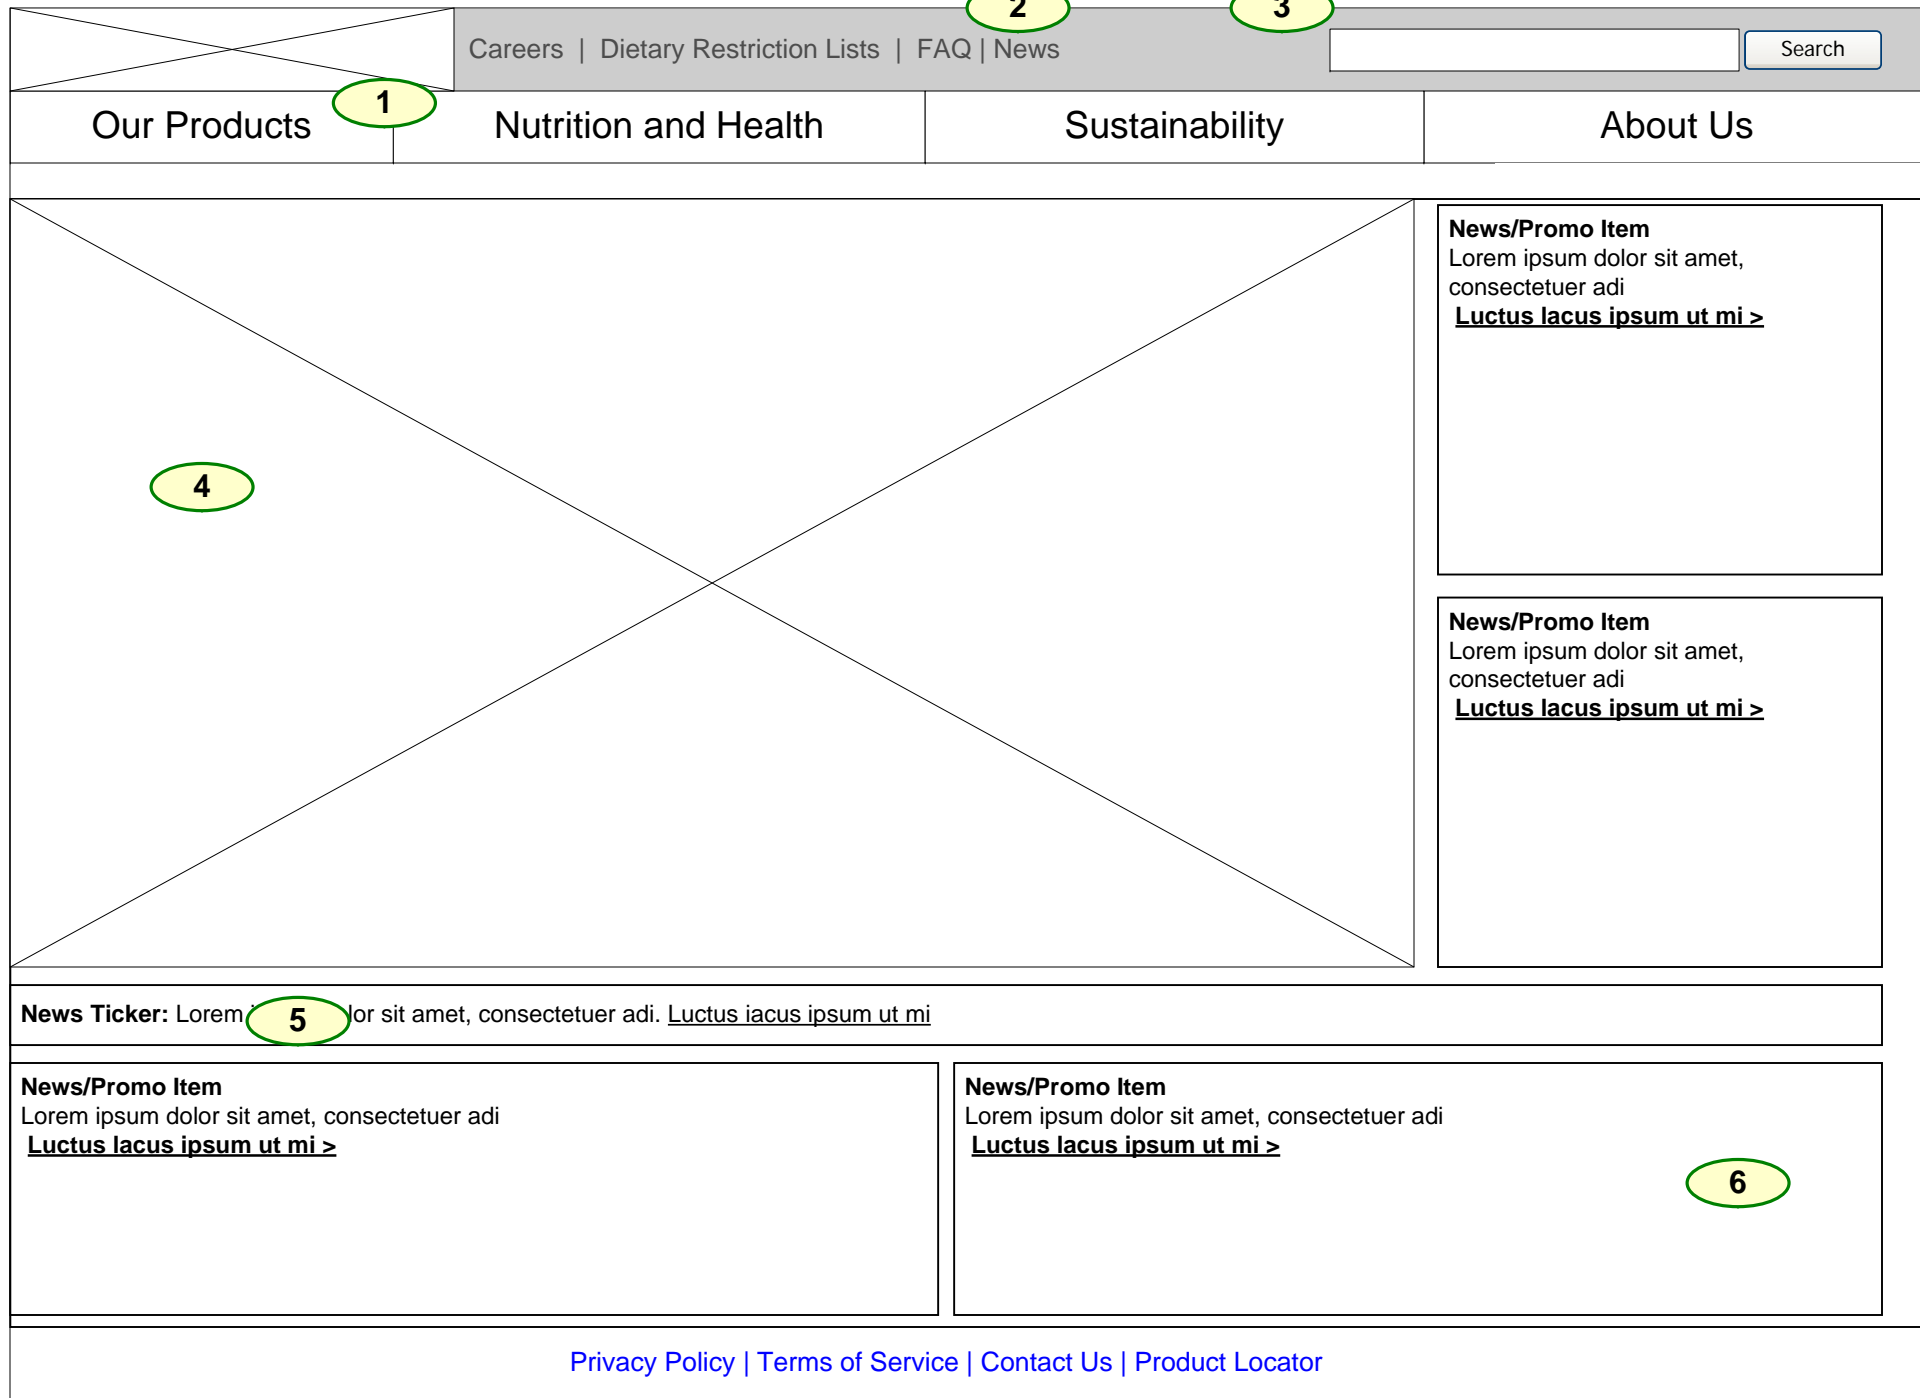 2
3
Careers | Dietary Restriction Lists | FAQ | News
Search
1
Our Products
Nutrition and Health
Sustainability
About Us
News/Promo Item
Lorem ipsum dolor sit amet,
consectetuer adi
Luctus lacus ipsum ut mi >
4
News/Promo Item
Lorem ipsum dolor sit amet,
consectetuer adi
Luctus lacus ipsum ut mi >
News Ticker: Lorem lor sit amet, consectetuer adi. Luctus iacus ipsum ut mi
5
News/Promo Item
Lorem ipsum dolor sit amet, consectetuer adi
Luctus lacus ipsum ut mi >
News/Promo Item
Lorem ipsum dolor sit amet, consectetuer adi
Luctus lacus ipsum ut mi >
6
Privacy Policy | Terms of Service | Contact Us | Product Locator